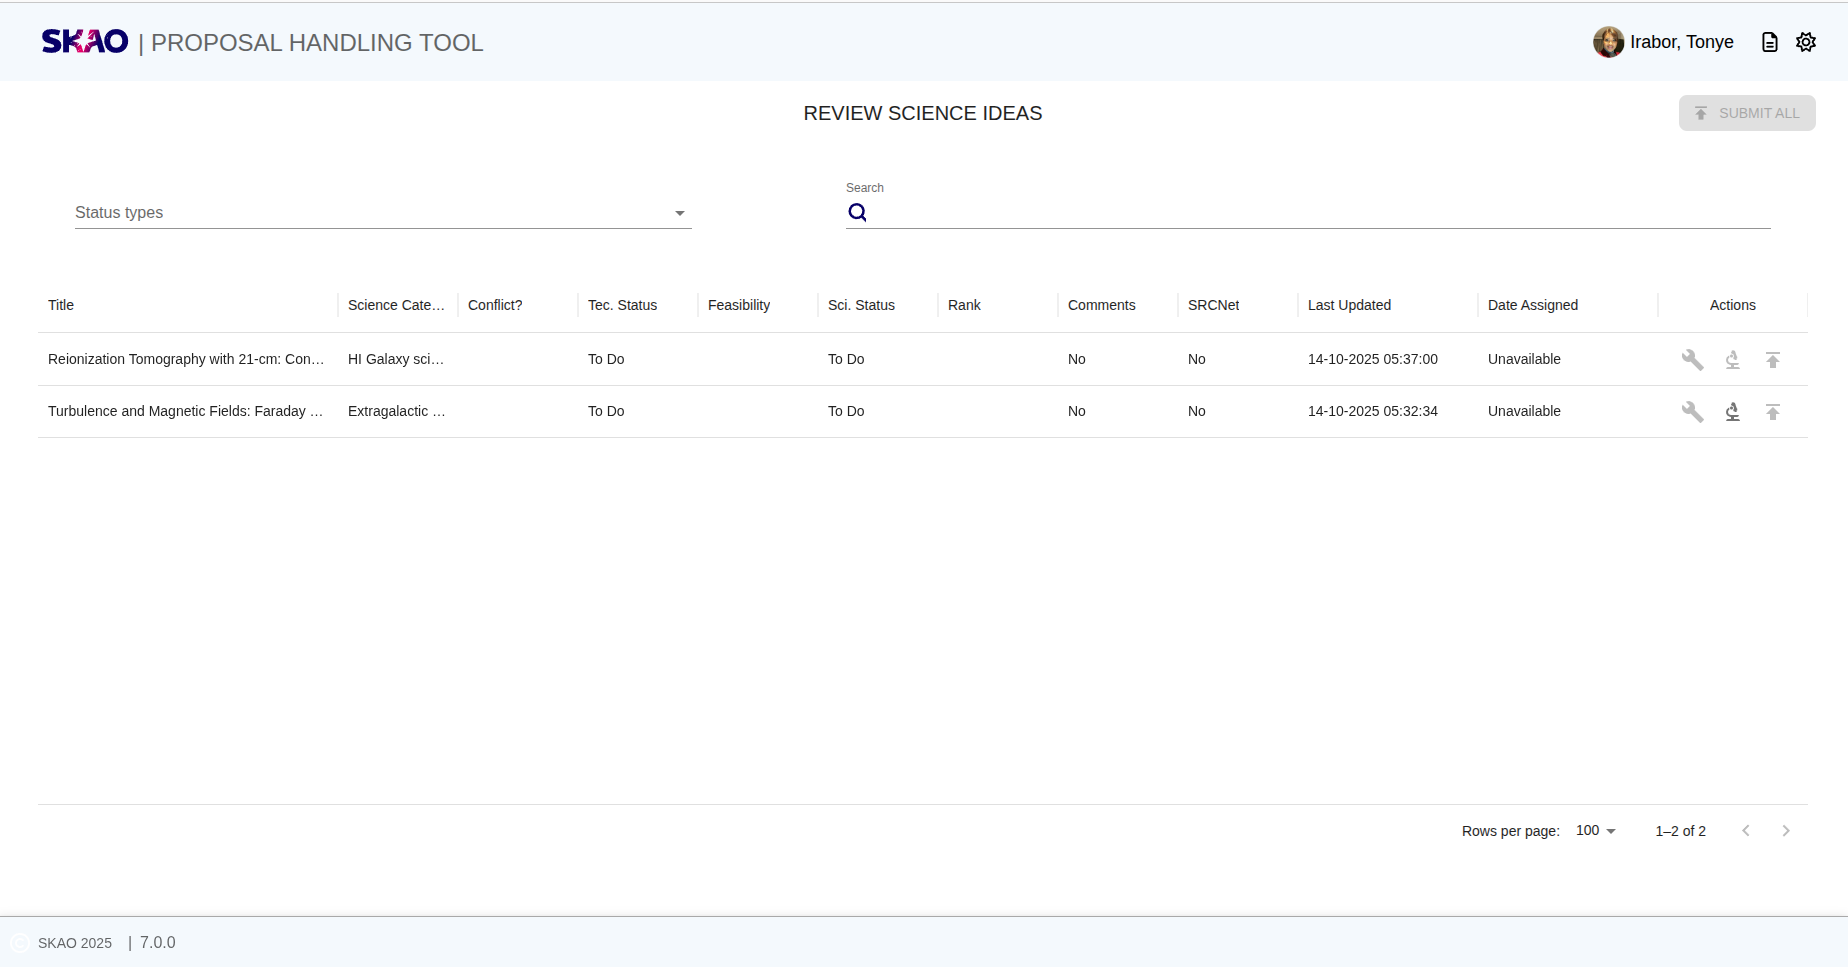 SKAO | PROPOSAL HANDLING TOOL Irabor, Tonye
REVIEW SCIENCE IDEAS SUBMIT ALL
Search
Status types
Title Science Cate… Conflict? Tec. Status Feasibility Sci. Status Rank Comments SRCNet Last Updated Date Assigned Actions
Reionization Tomography with 21-cm: Con… HI Galaxy sci… To Do To Do No No 14-10-2025 05:37:00 Unavailable
Turbulence and Magnetic Fields: Faraday … Extragalactic … To Do To Do No No 14-10-2025 05:32:34 Unavailable
Rows per page: 100 1–2 of 2
© SKAO 2025 | 7.0.0